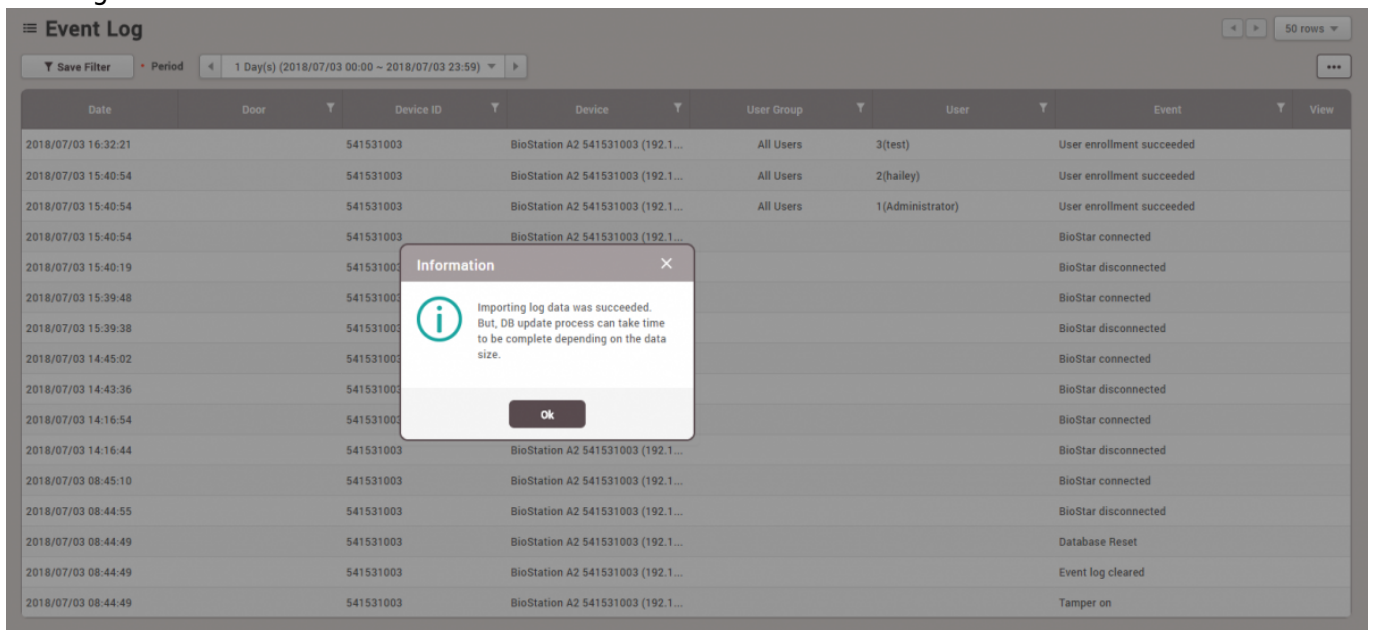 Event Log
50 rows
Save Filter • Period 1 Day(s) (2018/07/03 00:00 ~ 2018/07/03 23:59)
Date Door Device ID Device User Group User Event View
2018/07/03 16:32:21 541531003 BioStation A2 541531003 (192.1... All Users 3(test) User enrollment succeeded
2018/07/03 15:40:54 541531003 BioStation A2 541531003 (192.1... All Users 2(hailey) User enrollment succeeded
2018/07/03 15:40:54 541531003 BioStation A2 541531003 (192.1... All Users 1(Administrator) User enrollment succeeded
2018/07/03 15:40:54 541531003 BioStation A2 541531003 (192.1... BioStar connected
2018/07/03 15:40:19 541531003 BioStar disconnected
2018/07/03 15:39:48 541531003 BioStar connected
2018/07/03 15:39:38 541531003 BioStar disconnected
2018/07/03 14:45:02 541531003 BioStar connected
2018/07/03 14:43:36 541531003 BioStar disconnected
2018/07/03 14:16:54 541531003 BioStar connected
2018/07/03 14:16:44 541531003 BioStation A2 541531003 (192.1... BioStar disconnected
2018/07/03 08:45:10 541531003 BioStation A2 541531003 (192.1... BioStar connected
2018/07/03 08:44:55 541531003 BioStation A2 541531003 (192.1... BioStar disconnected
2018/07/03 08:44:49 541531003 BioStation A2 541531003 (192.1... Database Reset
2018/07/03 08:44:49 541531003 BioStation A2 541531003 (192.1... Event log cleared
2018/07/03 08:44:49 541531003 BioStation A2 541531003 (192.1... Tamper on
Information
Importing log data was succeeded.
But, DB update process can take time
to be complete depending on the data
size.
Ok